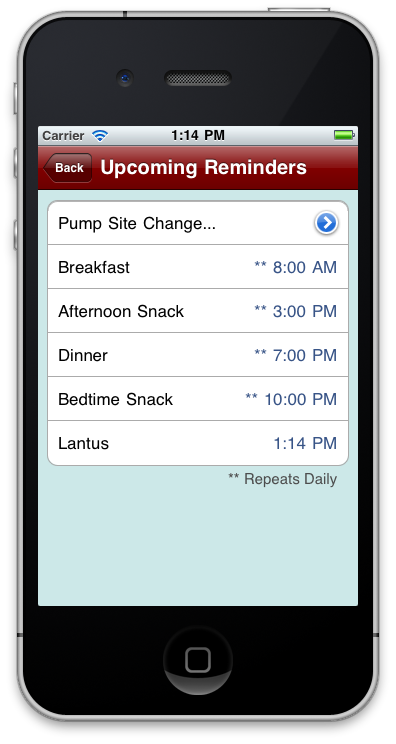 Carrier 1:14 PM
Back Upcoming Reminders
Pump Site Change...
Breakfast ** 8:00 AM
Afternoon Snack ** 3:00 PM
Dinner ** 7:00 PM
Bedtime Snack ** 10:00 PM
Lantus 1:14 PM
** Repeats Daily